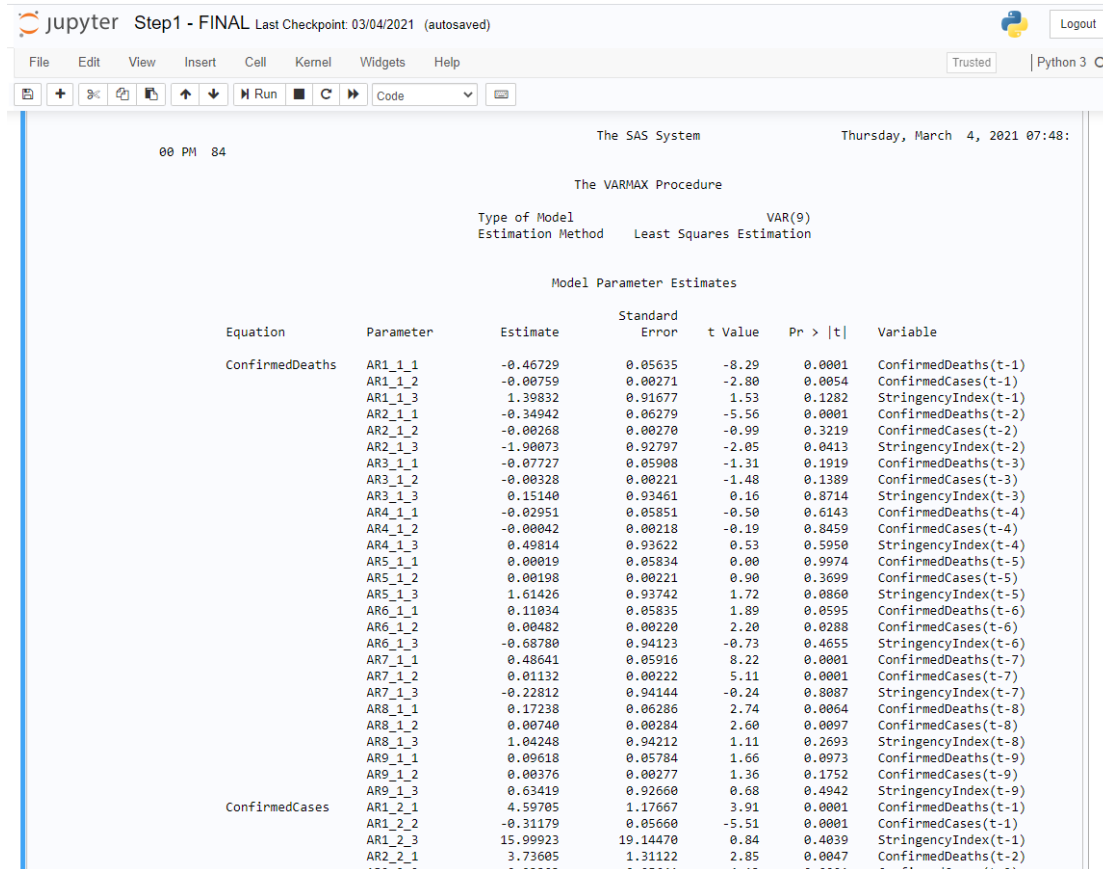 jupyter Step1 - FINAL Last Checkpoint: 03/04/2021 (autosaved) Logout
File Edit View Insert Cell Kernel Widgets Help Trusted Python 3
Run Code
The SAS System Thursday, March 4, 2021 07:48:
00 PM 84
The VARMAX Procedure
Type of Model VAR(9)
Estimation Method Least Squares Estimation
Model Parameter Estimates
Standard
Equation Parameter Estimate Error t Value Pr > |t| Variable
ConfirmedDeaths AR1_1_1 -0.46729 0.05635 -8.29 0.0001 ConfirmedDeaths(t-1)
AR1_1_2 -0.00759 0.00271 -2.80 0.0054 ConfirmedCases(t-1)
AR1_1_3 1.39832 0.91677 1.53 0.1282 StringencyIndex(t-1)
AR2_1_1 -0.34942 0.06279 -5.56 0.0001 ConfirmedDeaths(t-2)
AR2_1_2 -0.00268 0.00270 -0.99 0.3219 ConfirmedCases(t-2)
AR2_1_3 -1.90073 0.92797 -2.05 0.0413 StringencyIndex(t-2)
AR3_1_1 -0.07727 0.05908 -1.31 0.1919 ConfirmedDeaths(t-3)
AR3_1_2 -0.00328 0.00221 -1.48 0.1389 ConfirmedCases(t-3)
AR3_1_3 0.15140 0.93461 0.16 0.8714 StringencyIndex(t-3)
AR4_1_1 -0.02951 0.05851 -0.50 0.6143 ConfirmedDeaths(t-4)
AR4_1_2 -0.00042 0.00218 -0.19 0.8459 ConfirmedCases(t-4)
AR4_1_3 0.49814 0.93622 0.53 0.5950 StringencyIndex(t-4)
AR5_1_1 0.00019 0.05834 0.00 0.9974 ConfirmedDeaths(t-5)
AR5_1_2 0.00198 0.00221 0.90 0.3699 ConfirmedCases(t-5)
AR5_1_3 1.61426 0.93742 1.72 0.0860 StringencyIndex(t-5)
AR6_1_1 0.11034 0.05835 1.89 0.0595 ConfirmedDeaths(t-6)
AR6_1_2 0.00482 0.00220 2.20 0.0288 ConfirmedCases(t-6)
AR6_1_3 -0.68780 0.94123 -0.73 0.4655 StringencyIndex(t-6)
AR7_1_1 0.48641 0.05916 8.22 0.0001 ConfirmedDeaths(t-7)
AR7_1_2 0.01132 0.00222 5.11 0.0001 ConfirmedCases(t-7)
AR7_1_3 -0.22812 0.94144 -0.24 0.8087 StringencyIndex(t-7)
AR8_1_1 0.17238 0.06286 2.74 0.0064 ConfirmedDeaths(t-8)
AR8_1_2 0.00740 0.00284 2.60 0.0097 ConfirmedCases(t-8)
AR8_1_3 1.04248 0.94212 1.11 0.2693 StringencyIndex(t-8)
AR9_1_1 0.09618 0.05784 1.66 0.0973 ConfirmedDeaths(t-9)
AR9_1_2 0.00376 0.00277 1.36 0.1752 ConfirmedCases(t-9)
AR9_1_3 0.63419 0.92660 0.68 0.4942 StringencyIndex(t-9)
ConfirmedCases AR1_2_1 4.59705 1.17667 3.91 0.0001 ConfirmedDeaths(t-1)
AR1_2_2 -0.31179 0.05660 -5.51 0.0001 ConfirmedCases(t-1)
AR1_2_3 15.99923 19.14470 0.84 0.4039 StringencyIndex(t-1)
AR2_2_1 3.73605 1.31122 2.85 0.0047 ConfirmedDeaths(t-2)